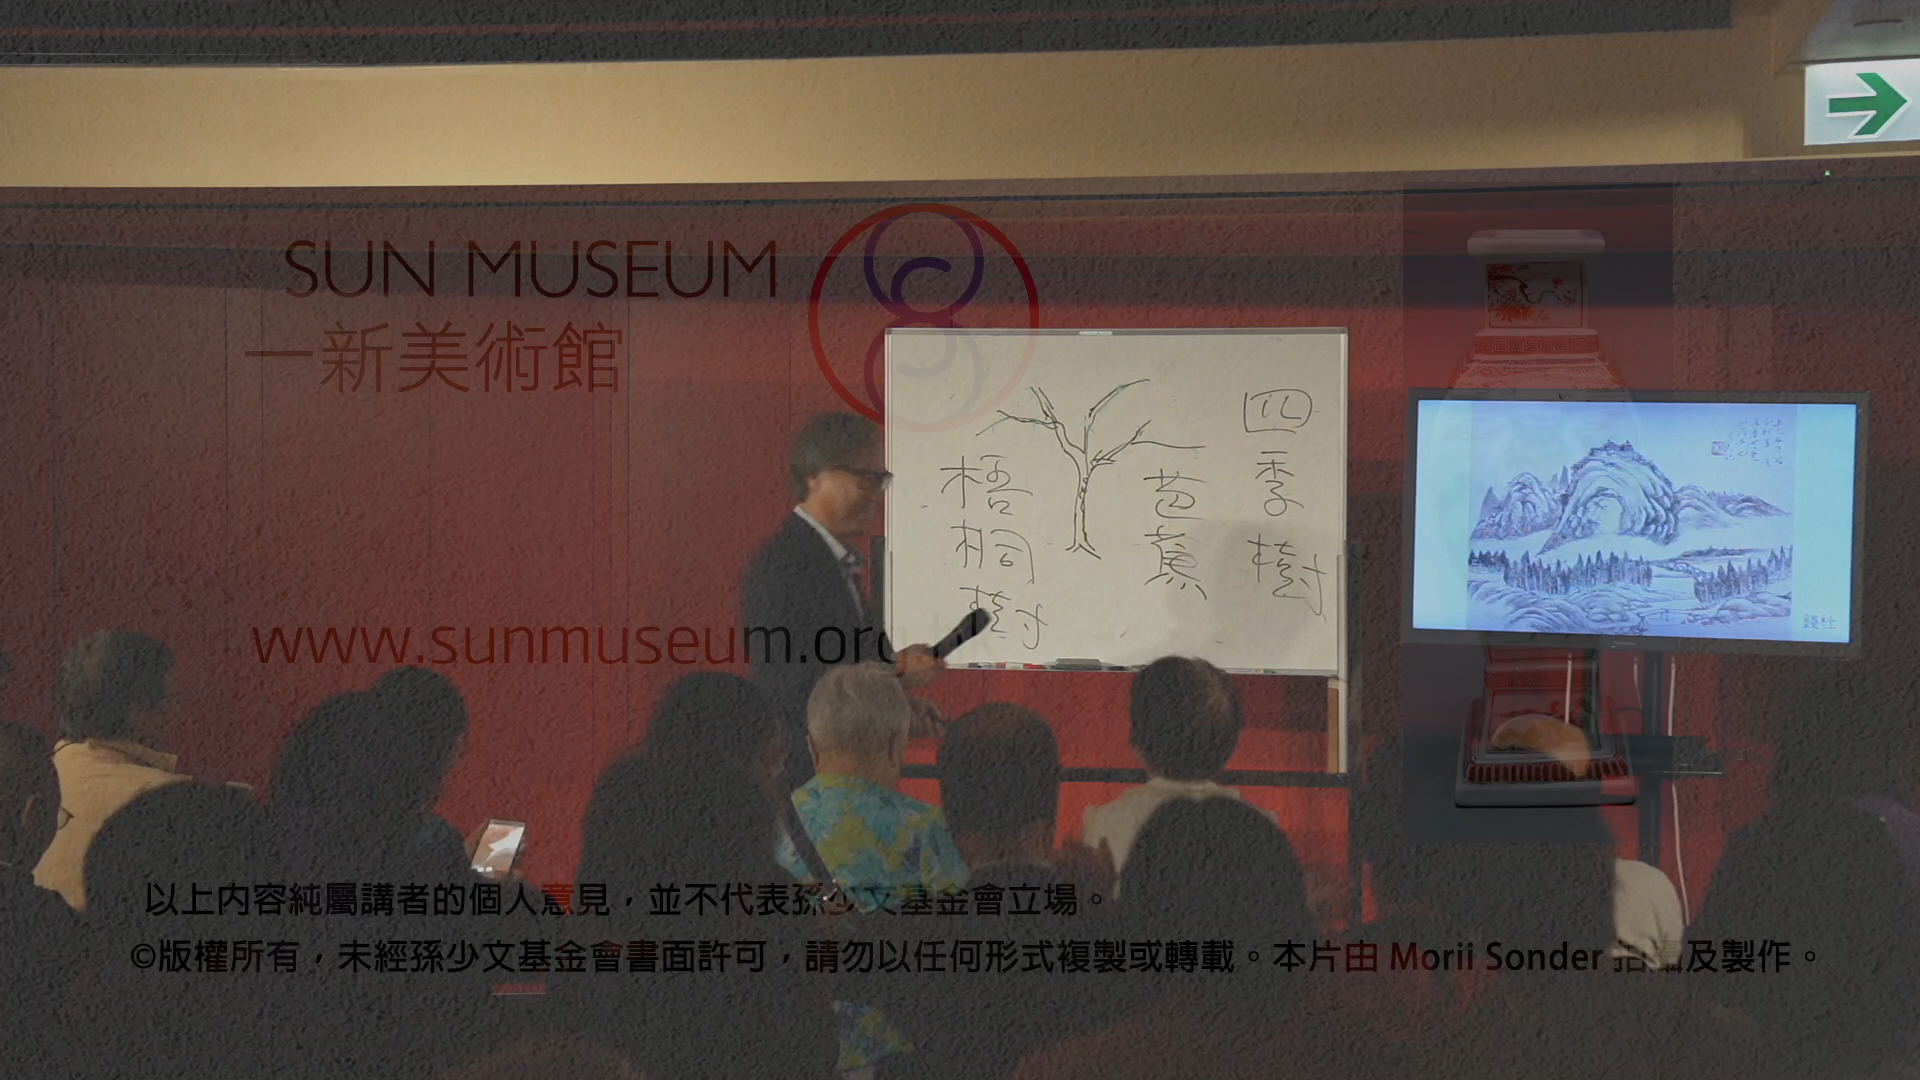 SUN MUSEUM
一新美術館
四季樹
芭蕉
梧桐樹
www.sunmuseum.org.hk
以上內容純屬講者的個人意見，並不代表孫少文基金會立場。
©版權所有，未經孫少文基金會書面許可，請勿以任何形式複製或轉載。本片由 Morii Sonder 拍攝及製作。